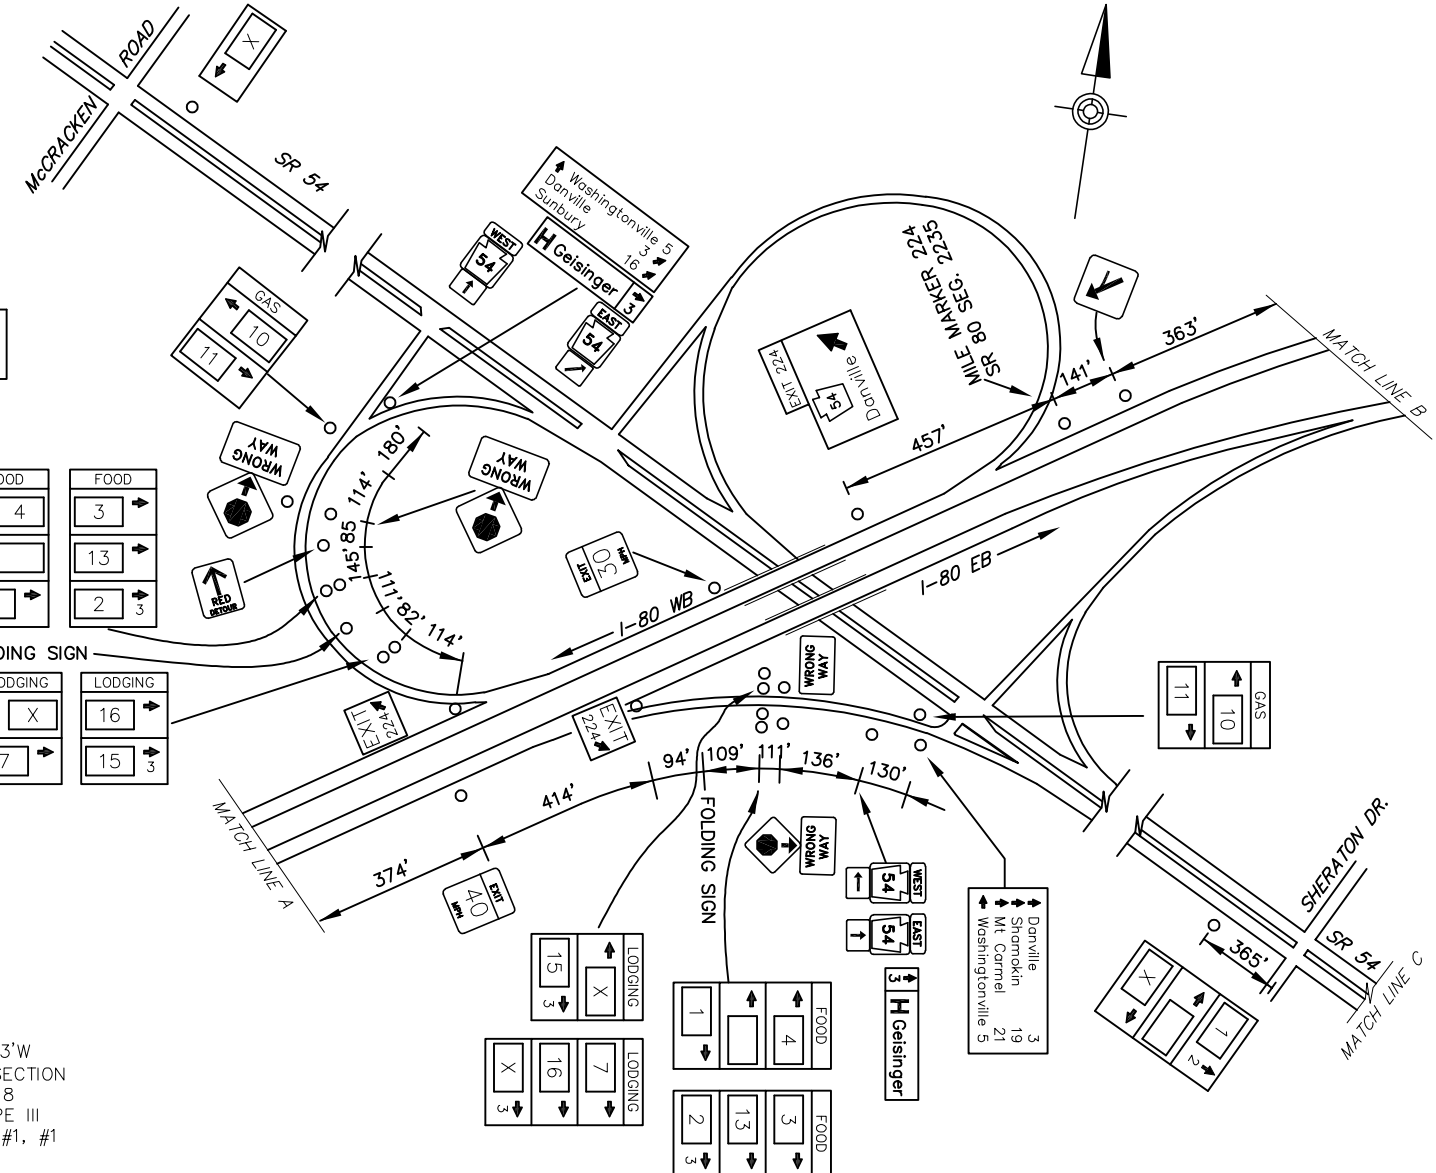 ROAD
McCRACKEN
X
SR 54
Washingtonville 5
Danville 3
Sunbury 16
H Geisinger 3
WEST
54
EAST
54
GAS
10
11
WRONG
WAY
WRONG
WAY
RED
DETOUR
180'
114'
85
145'
111'
82'
114'
EXIT
30
MPH
MILE MARKER 224
SR 80 SEG. 2235
EXIT 224
54
Danville
457'
141'
363'
MATCH LINE B
I-80 WB
I-80 EB
FOOD
3
13
2
3
OOD
4
DING SIGN
ODGING
X
7
LODGING
16
15
3
EXIT
224
EXIT
224
WRONG
WAY
GAS
10
11
MATCH LINE A
374'
414'
94'
109'
111'
136'
130'
FOLDING SIGN
EXIT
40
MPH
WRONG
WAY
WEST
54
EAST
54
3
H Geisinger
Danville 3
Shamokin 19
Mt Carmel 21
Washingtonville 5
LODGING
X
15
3
LODGING
7
16
X
3
FOOD
4
1
FOOD
3
13
2
3
SHERATON DR.
SR 54
365'
MATCH LINE C
1
2
X
3'W
SECTION
8
PE III
#1, #1